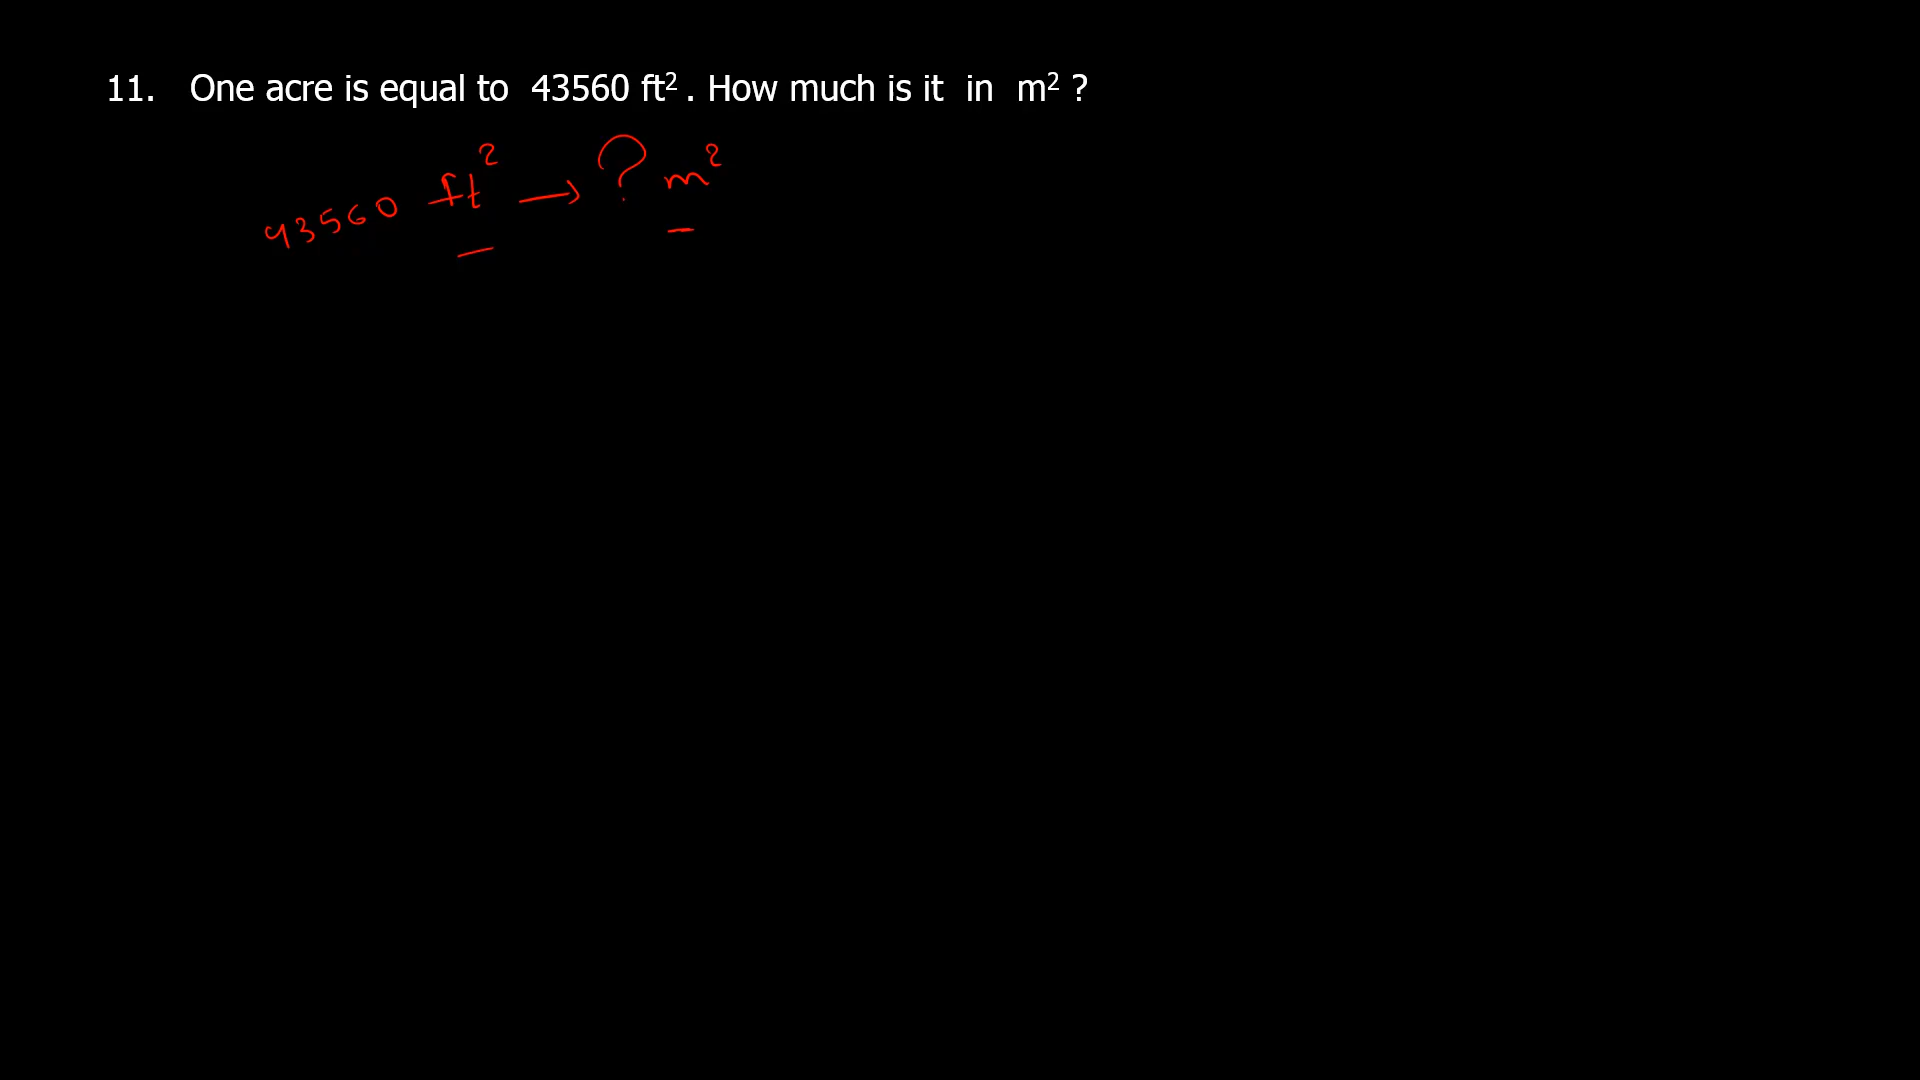 11. One acre is equal to 43560 ft² . How much is it in m² ?
43560 ft² → ? m²